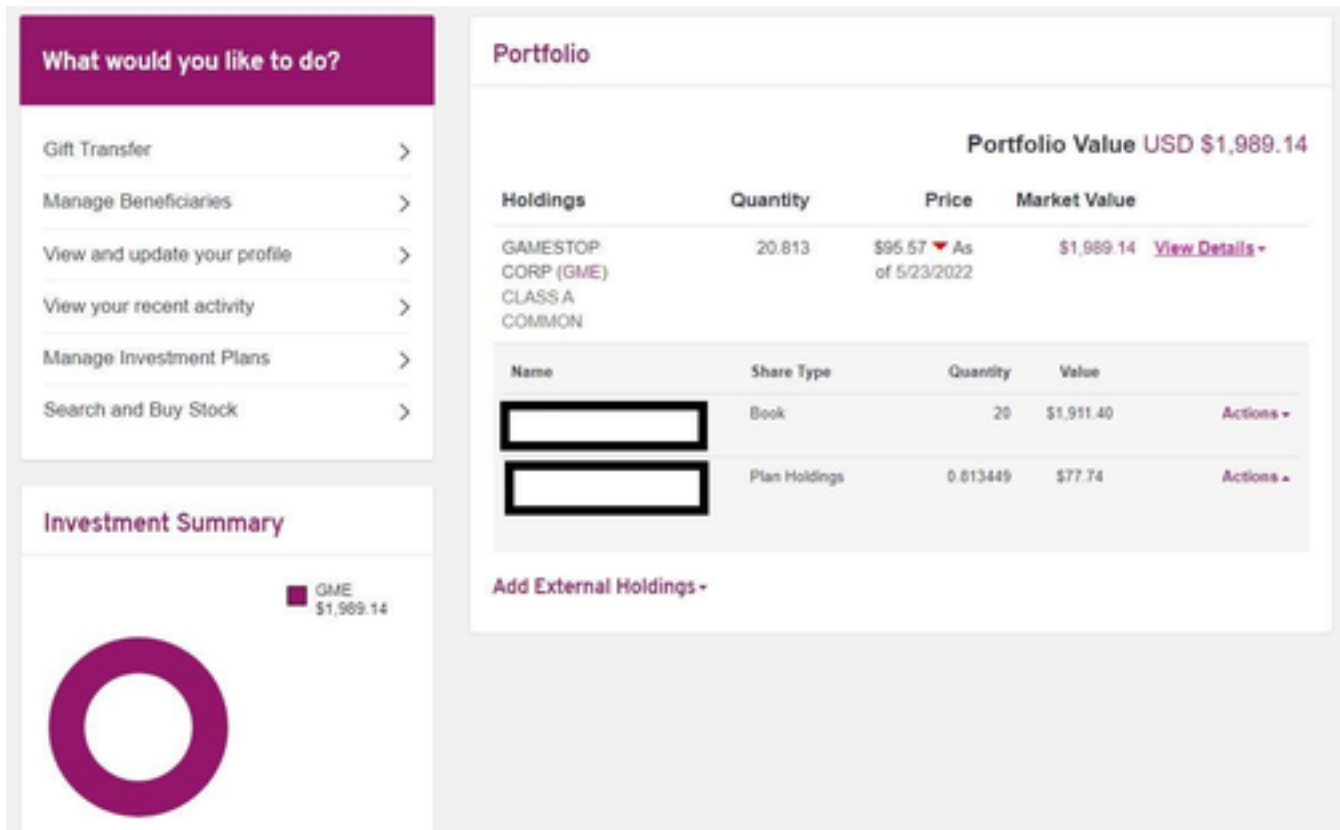 What would you like to do?
Gift Transfer
Manage Beneficiaries
View and update your profile
View your recent activity
Manage Investment Plans
Search and Buy Stock
Investment Summary
GME
$1,989.14
Portfolio
Portfolio Value USD $1,989.14
Holdings Quantity Price Market Value
GAMESTOP 20.813 $95.57 As $1,989.14 View Details
CORP (GME) of 5/23/2022
CLASS A
COMMON
Name Share Type Quantity Value
Book 20 $1,911.40 Actions
Plan Holdings 0.813449 $77.74 Actions
Add External Holdings